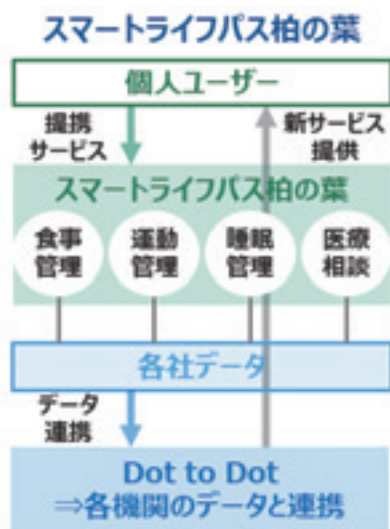 スマートライフパス柏の葉
個人ユーザー
提携
サービス
新サービス
提供
スマートライフパス柏の葉
食事
管理
運動
管理
睡眠
管理
医療
相談
各社データ
データ
連携
Dot to Dot
⇒各機関のデータと連携